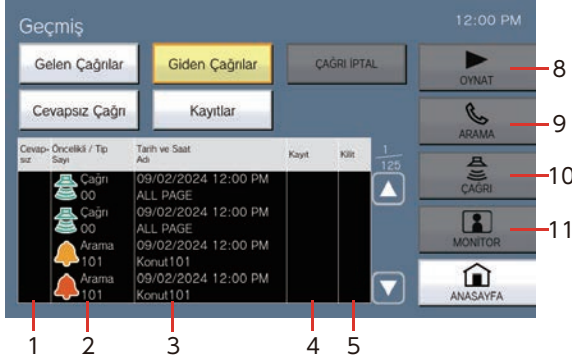 Geçmiş
12:00 PM
Gelen Çağrılar
Giden Çağrılar
ÇAĞRI İPTAL
OYNAT
8
Cevapsız Çağrı
Kayıtlar
ARAMA
9
Cevap-
sız
Öncelikli / Tip
Sayı
Tarih ve Saat
Adı
Kayıt
Kilit
1
125
Çağrı 09/02/2024 12:00 PM
00 ALL PAGE
Çağrı 09/02/2024 12:00 PM
00 ALL PAGE
Arama 09/02/2024 12:00 PM
101 Konut101
Arama 09/02/2024 12:00 PM
101 Konut101
ÇAĞRI
10
MONİTOR
11
ANASAYFA
1 2 3 4 5